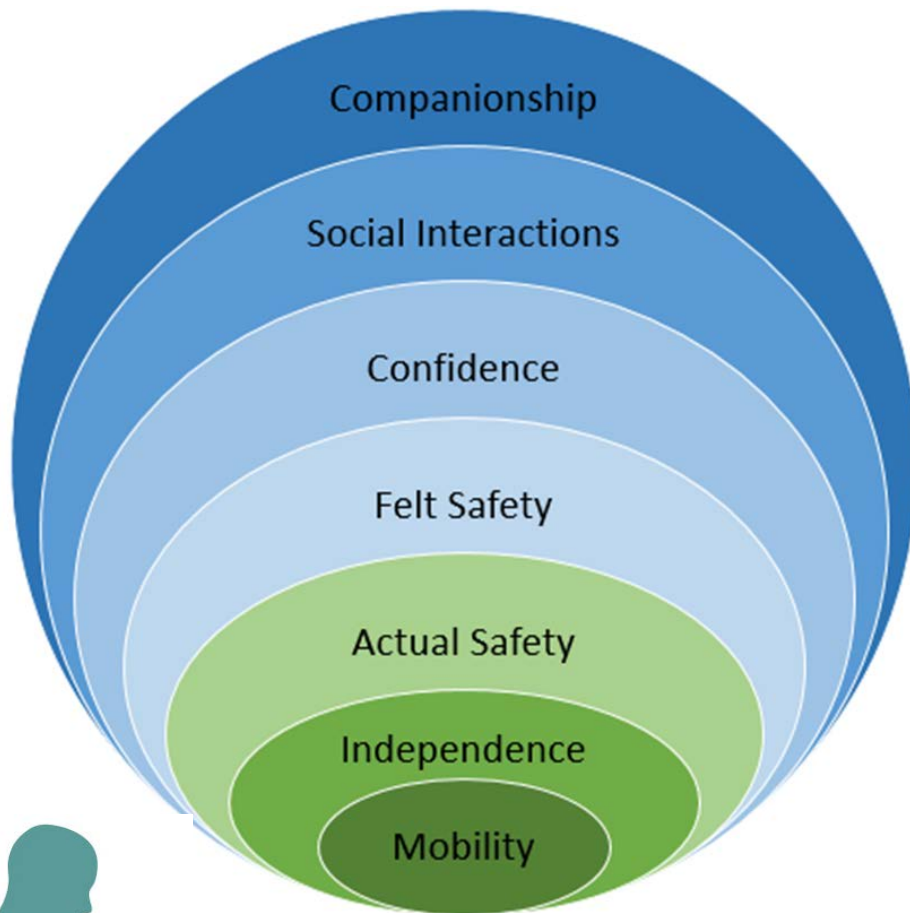 Companionship
Social Interactions
Confidence
Felt Safety
Actual Safety
Independence
Mobility